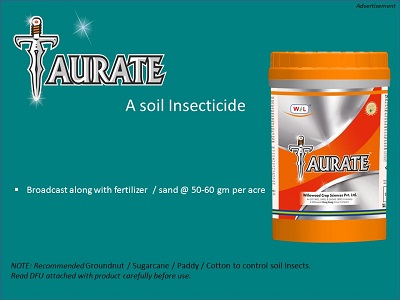 Advertisement
TAURATE
A soil Insecticide
W/L
TAURATE
Willowood Crop Sciences Pvt. Ltd.
▪ Broadcast along with fertilizer / sand @ 50-60 gm per acre
NOTE: Recommended Groundnut / Sugarcane / Paddy / Cotton to control soil insects.
Read DFU attached with product carefully before use.